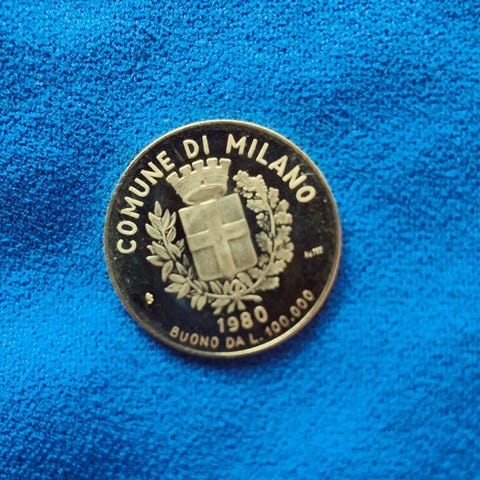 COMUNE DI MILANO
1980
BUONO DA L. 100.000